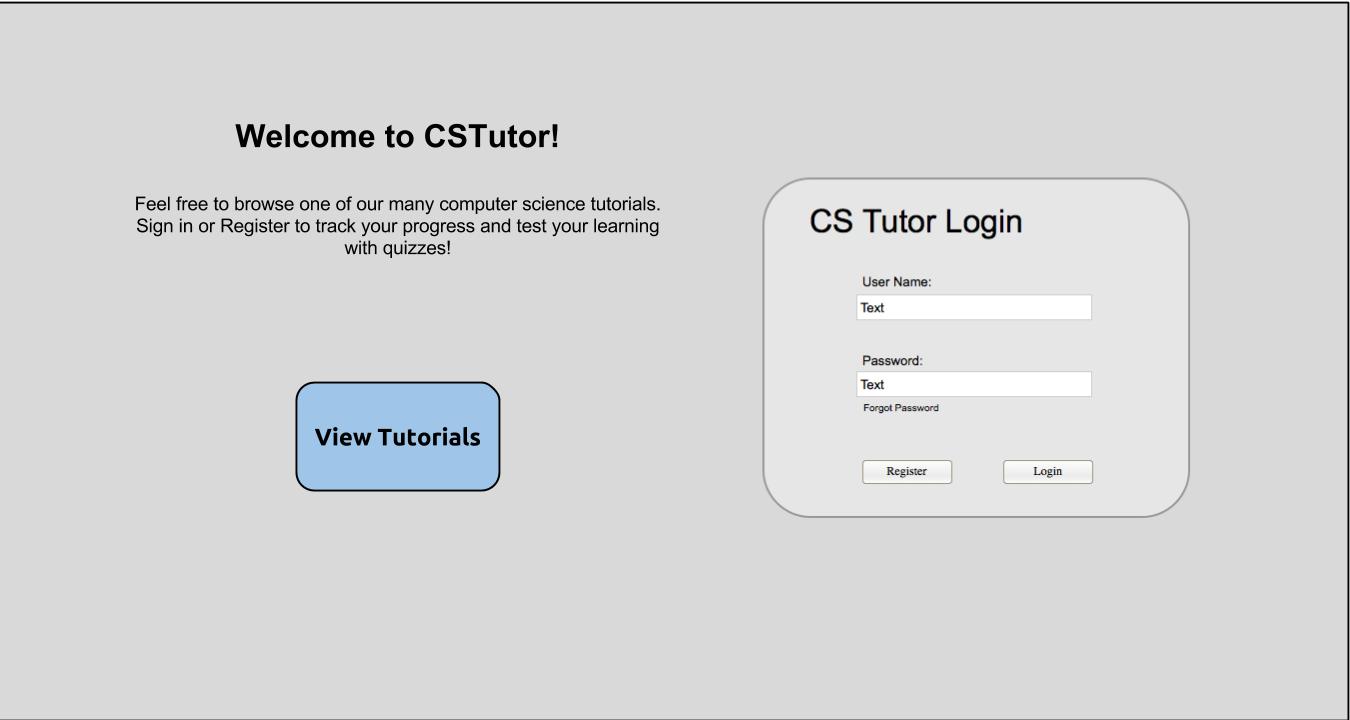 Welcome to CSTutor!
Feel free to browse one of our many computer science tutorials.
Sign in or Register to track your progress and test your learning
with quizzes!
View Tutorials
CS Tutor Login
User Name:
Text
Password:
Text
Forgot Password
Register
Login